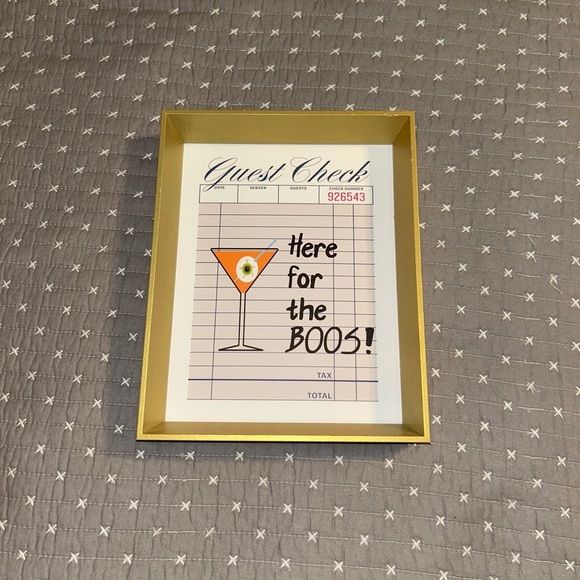 Guest Check
DATE SERVER GUESTS CHECK NUMBER
926543
Here
for
the
BOOS!
TAX
TOTAL